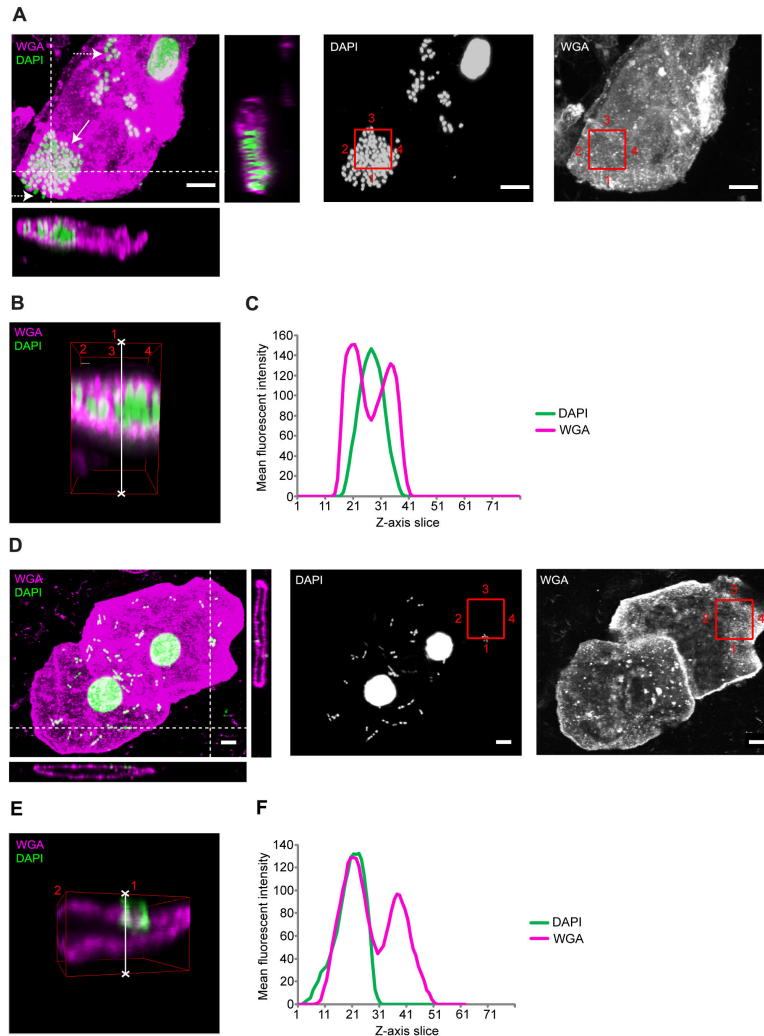 A
WGA
DAPI
DAPI
3
2
4
1
WGA
3
2
4
1
B
WGA
DAPI
1
2
3
4
C
Mean fluorescent intensity
160
140
120
100
80
60
40
20
0
1
11
21
31
41
51
61
71
Z-axis slice
DAPI
WGA
D
WGA
DAPI
DAPI
3
2
4
1
WGA
3
2
4
1
E
WGA
DAPI
2
1
F
Mean fluorescent intensity
140
120
100
80
60
40
20
0
1
11
21
31
41
51
61
71
Z-axis slice
DAPI
WGA